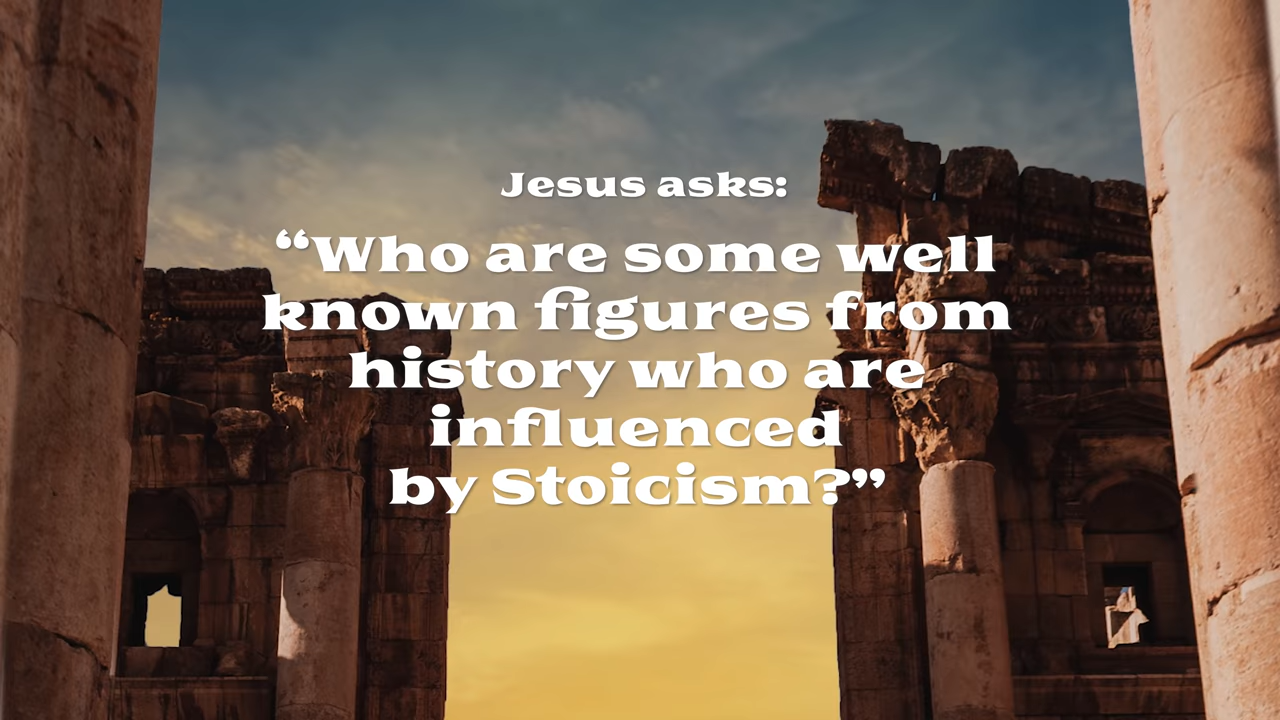 Jesus asks:
“Who are some well
known figures from
history who are
influenced
by Stoicism?”